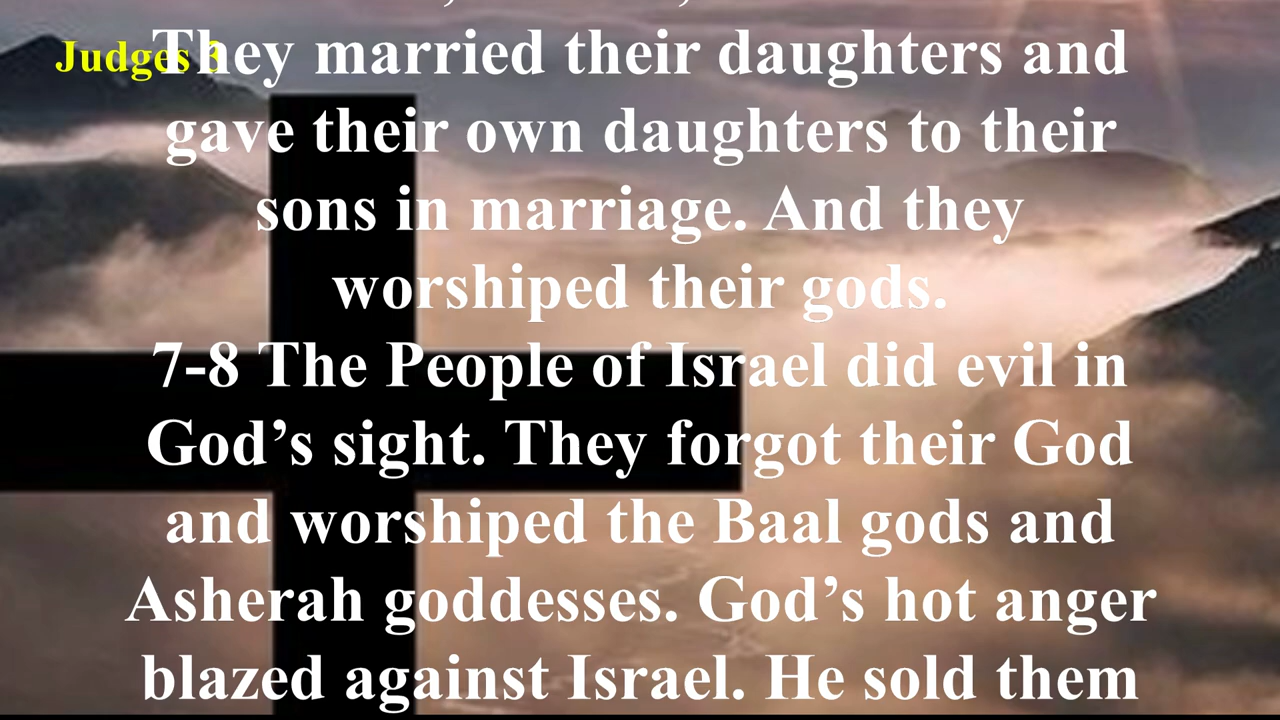 Judges 3
They married their daughters and
gave their own daughters to their
sons in marriage. And they
worshiped their gods.
7-8 The People of Israel did evil in
God’s sight. They forgot their God
and worshiped the Baal gods and
Asherah goddesses. God’s hot anger
blazed against Israel. He sold them